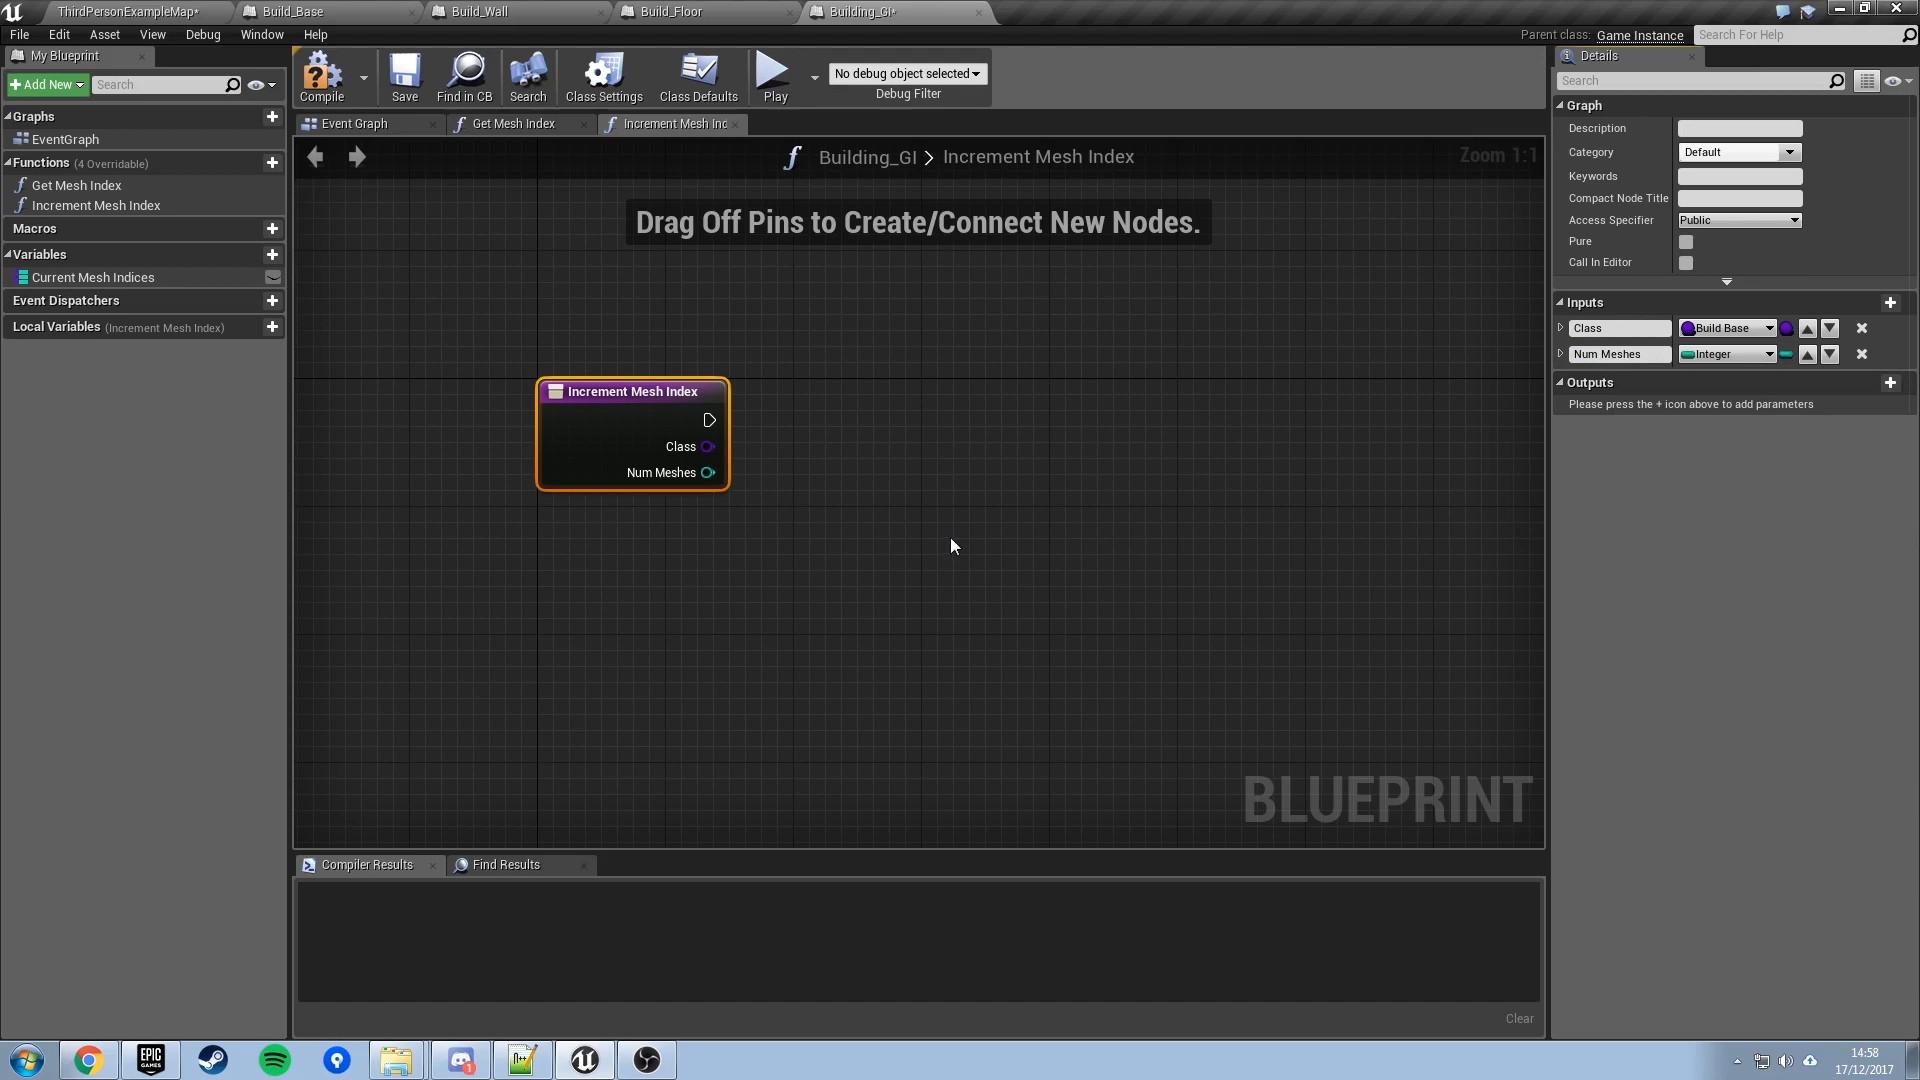 ThirdPersonExampleMap*
Build_Base
Build_Wall
Build_Floor
Building_GI*
File Edit Asset View Debug Window Help
Parent class: Game Instance
Search For Help
My Blueprint
Add New
Search
Graphs
EventGraph
Functions (4 Overridable)
Get Mesh Index
Increment Mesh Index
Macros
Variables
Current Mesh Indices
Event Dispatchers
Local Variables (Increment Mesh Index)
Compile
Save
Find in CB
Search
Class Settings
Class Defaults
Play
No debug object selected
Debug Filter
Event Graph
Get Mesh Index
Increment Mesh Inc
Building_GI > Increment Mesh Index
Zoom 1:1
Drag Off Pins to Create/Connect New Nodes.
Increment Mesh Index
Class
Num Meshes
BLUEPRINT
Compiler Results
Find Results
Clear
Details
Search
Graph
Description
Category Default
Keywords
Compact Node Title
Access Specifier Public
Pure
Call In Editor
Inputs
Class Build Base
Num Meshes Integer
Outputs
Please press the + icon above to add parameters
EPIC
GAMES
1
14:58
17/12/2017